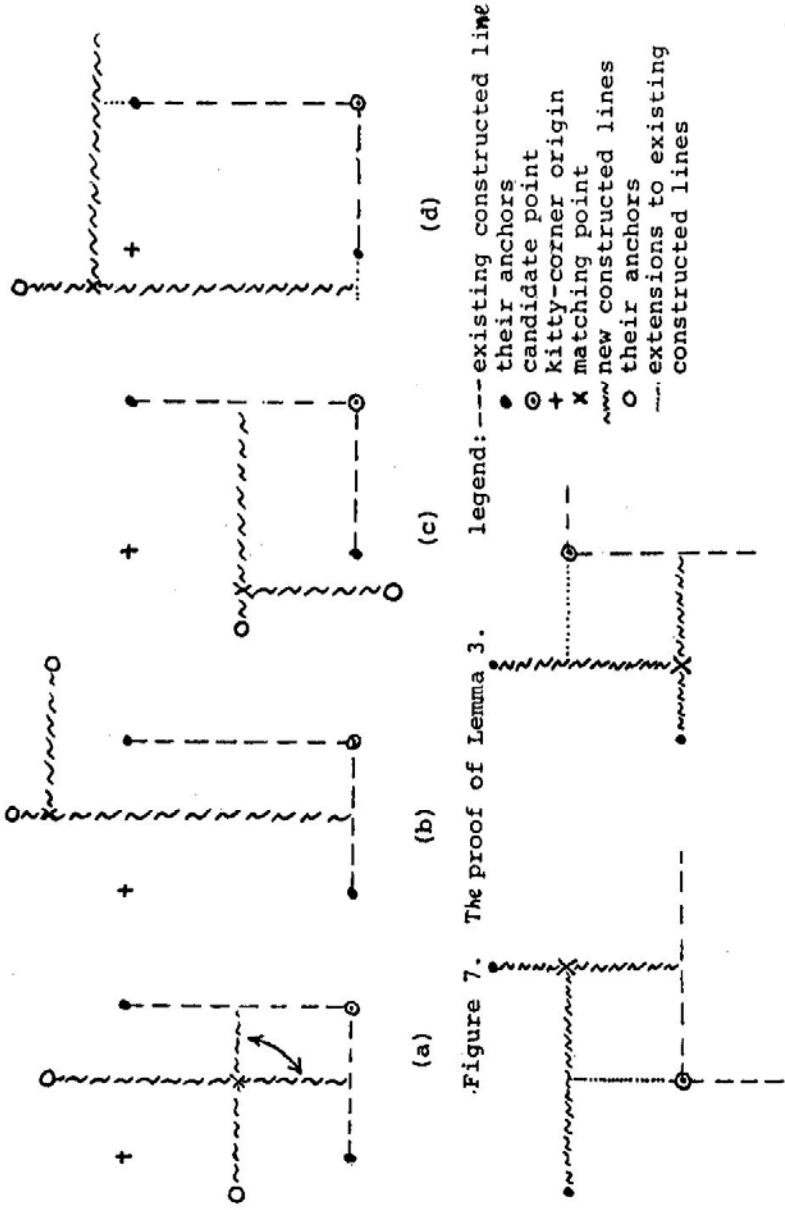 (a)
(b)
(c)
(d)
Figure 7. The proof of Lemma 3.
legend: ---existing constructed line
their anchors
candidate point
kitty-corner origin
matching point
new constructed lines
their anchors
extensions to existing
constructed lines